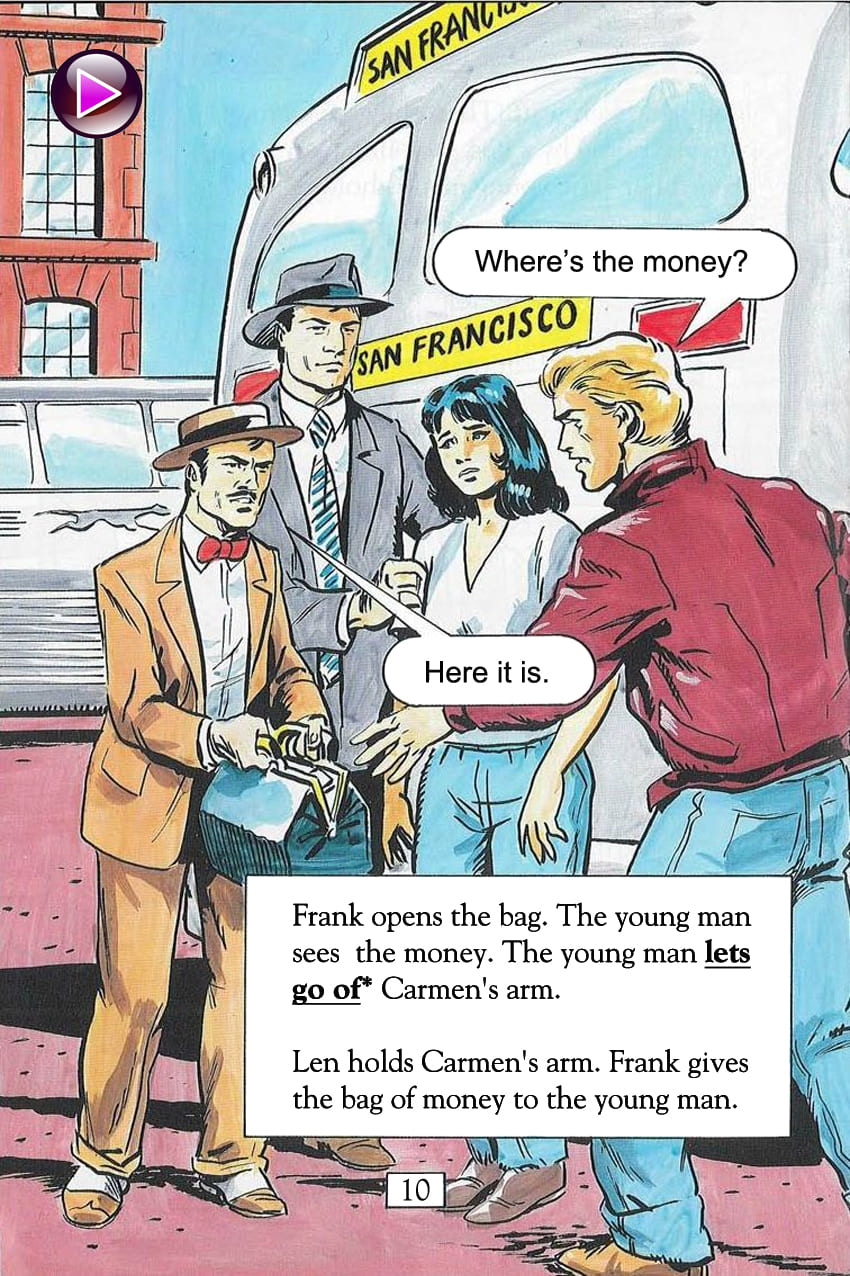 SAN FRANCISCO
Where's the money?
SAN FRANCISCO
Here it is.
Frank opens the bag. The young man
sees the money. The young man lets
go of* Carmen's arm.
Len holds Carmen's arm. Frank gives
the bag of money to the young man.
10